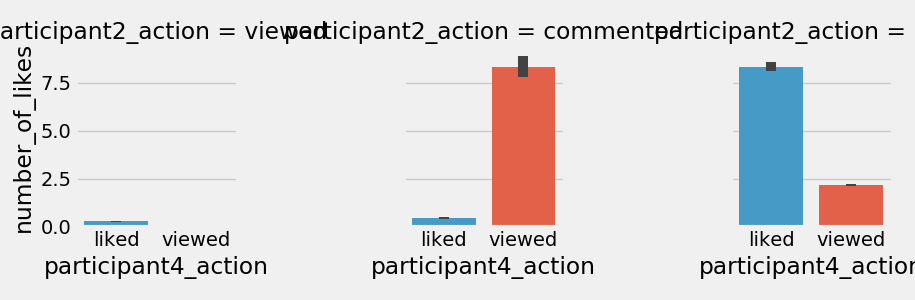 participant2_action = viewed
participant2_action = commented
participant2_action =
number_of_likes
7.5
5.0
2.5
0.0
liked viewed
liked viewed
liked viewed
participant4_action
participant4_action
participant4_action